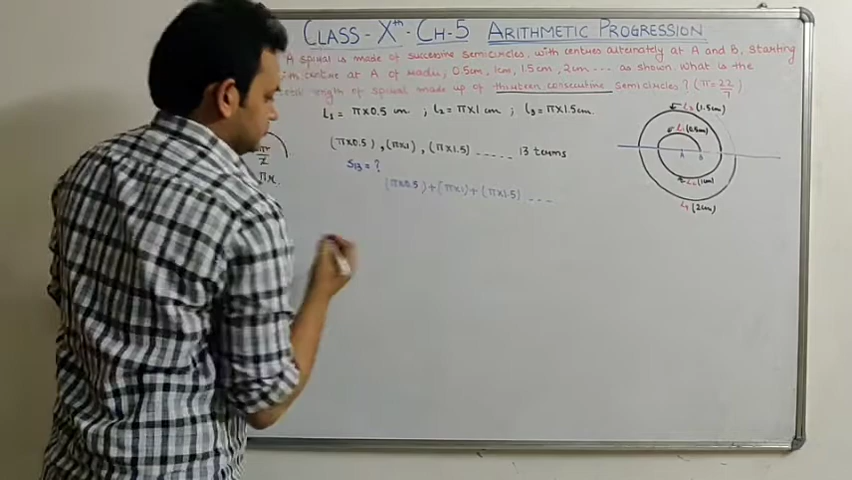 CLASS-Xth-CH-5 ARITHMETIC PROGRESSION
A spiral is made of successive semicircles, with centres alternately at A and B, starting
with centre at A of radii, 0.5cm, 1cm, 1.5cm, 2cm ... as shown. What is the
length of spiral made up of thirteen consecutive semicircles? (π=22/7)
l₁ = π×0.5 cm ; l₂ = π×1 cm ; l₃ = π×1.5cm.
(π×0.5), (π×1), (π×1.5) ..... 13 terms
S₁₃ = ?
(π×0.5) + (π×1) + (π×1.5) ...
l₃ (1.5cm)
l₁ (0.5cm)
A B
l₂ (1cm)
l₄ (2cm)